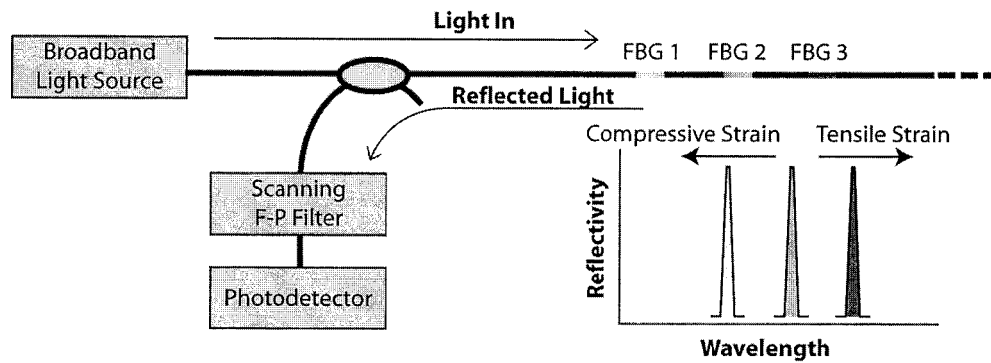 Light In
Broadband
Light Source
FBG 1 FBG 2 FBG 3
Reflected Light
Compressive Strain Tensile Strain
Scanning
F-P Filter
Photodetector
Reflectivity
Wavelength